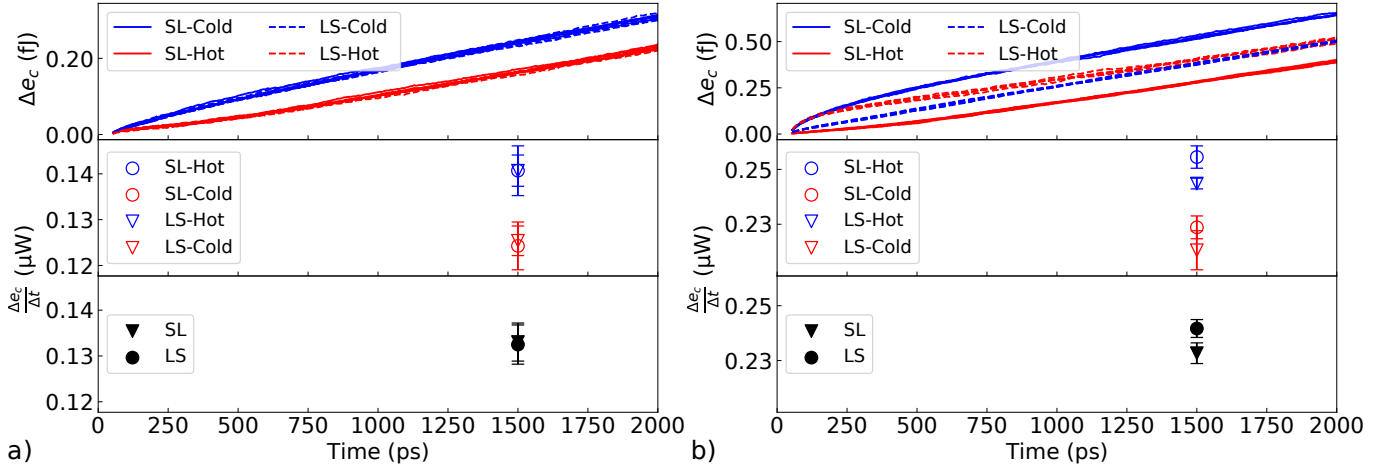 SL-Cold
SL-Hot
LS-Cold
LS-Hot
Δe_c (fJ)
0.20
0.00
SL-Hot
SL-Cold
LS-Hot
LS-Cold
0.14
0.13
0.12
Δe_c/Δt (μW)
SL
LS
0.14
0.13
0.12
0 250 500 750 1000 1250 1500 1750 2000
Time (ps)
a)
SL-Cold
SL-Hot
LS-Cold
LS-Hot
Δe_c (fJ)
0.50
0.25
0.00
SL-Hot
SL-Cold
LS-Hot
LS-Cold
0.25
0.23
Δe_c/Δt (μW)
SL
LS
0.25
0.23
0 250 500 750 1000 1250 1500 1750 2000
Time (ps)
b)